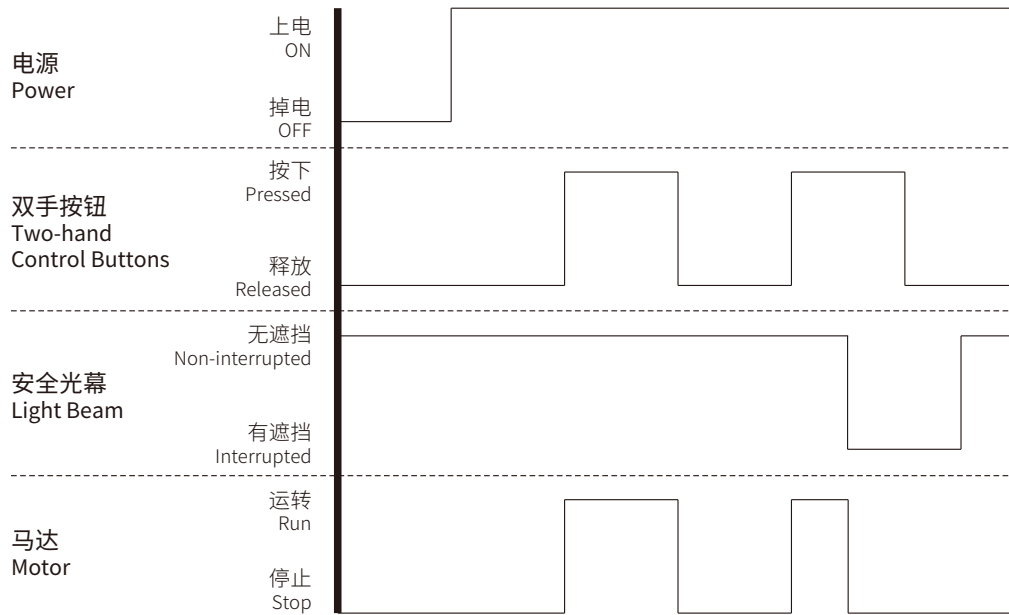 上电
ON
电源
Power
掉电
OFF
按下
Pressed
双手按钮
Two-hand
Control Buttons
释放
Released
无遮挡
Non-interrupted
安全光幕
Light Beam
有遮挡
Interrupted
运转
Run
马达
Motor
停止
Stop